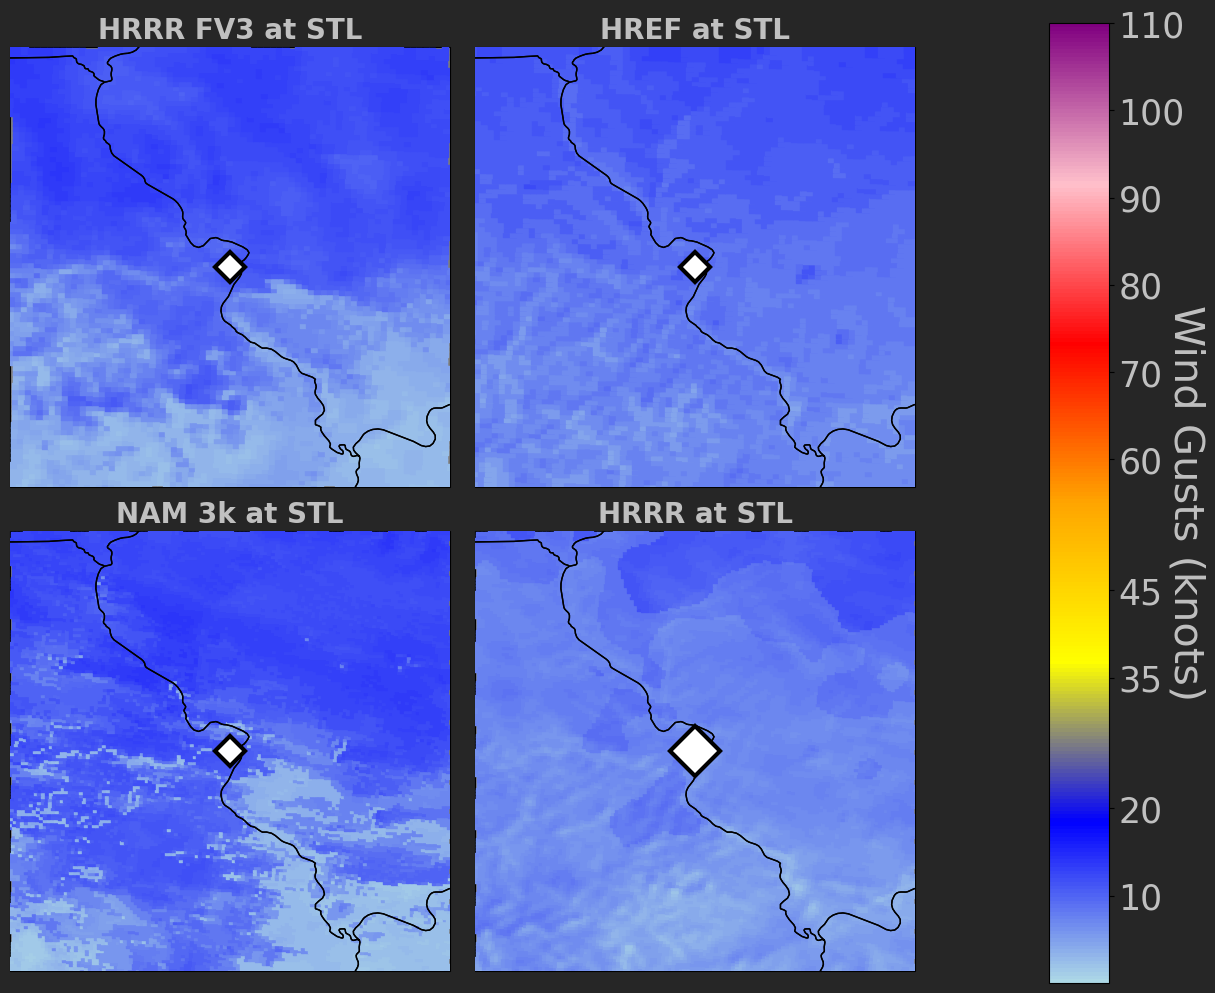 HRRR FV3 at STL
HREF at STL
NAM 3k at STL
HRRR at STL
110
100
90
80
70
60
45
35
20
10
Wind Gusts (knots)